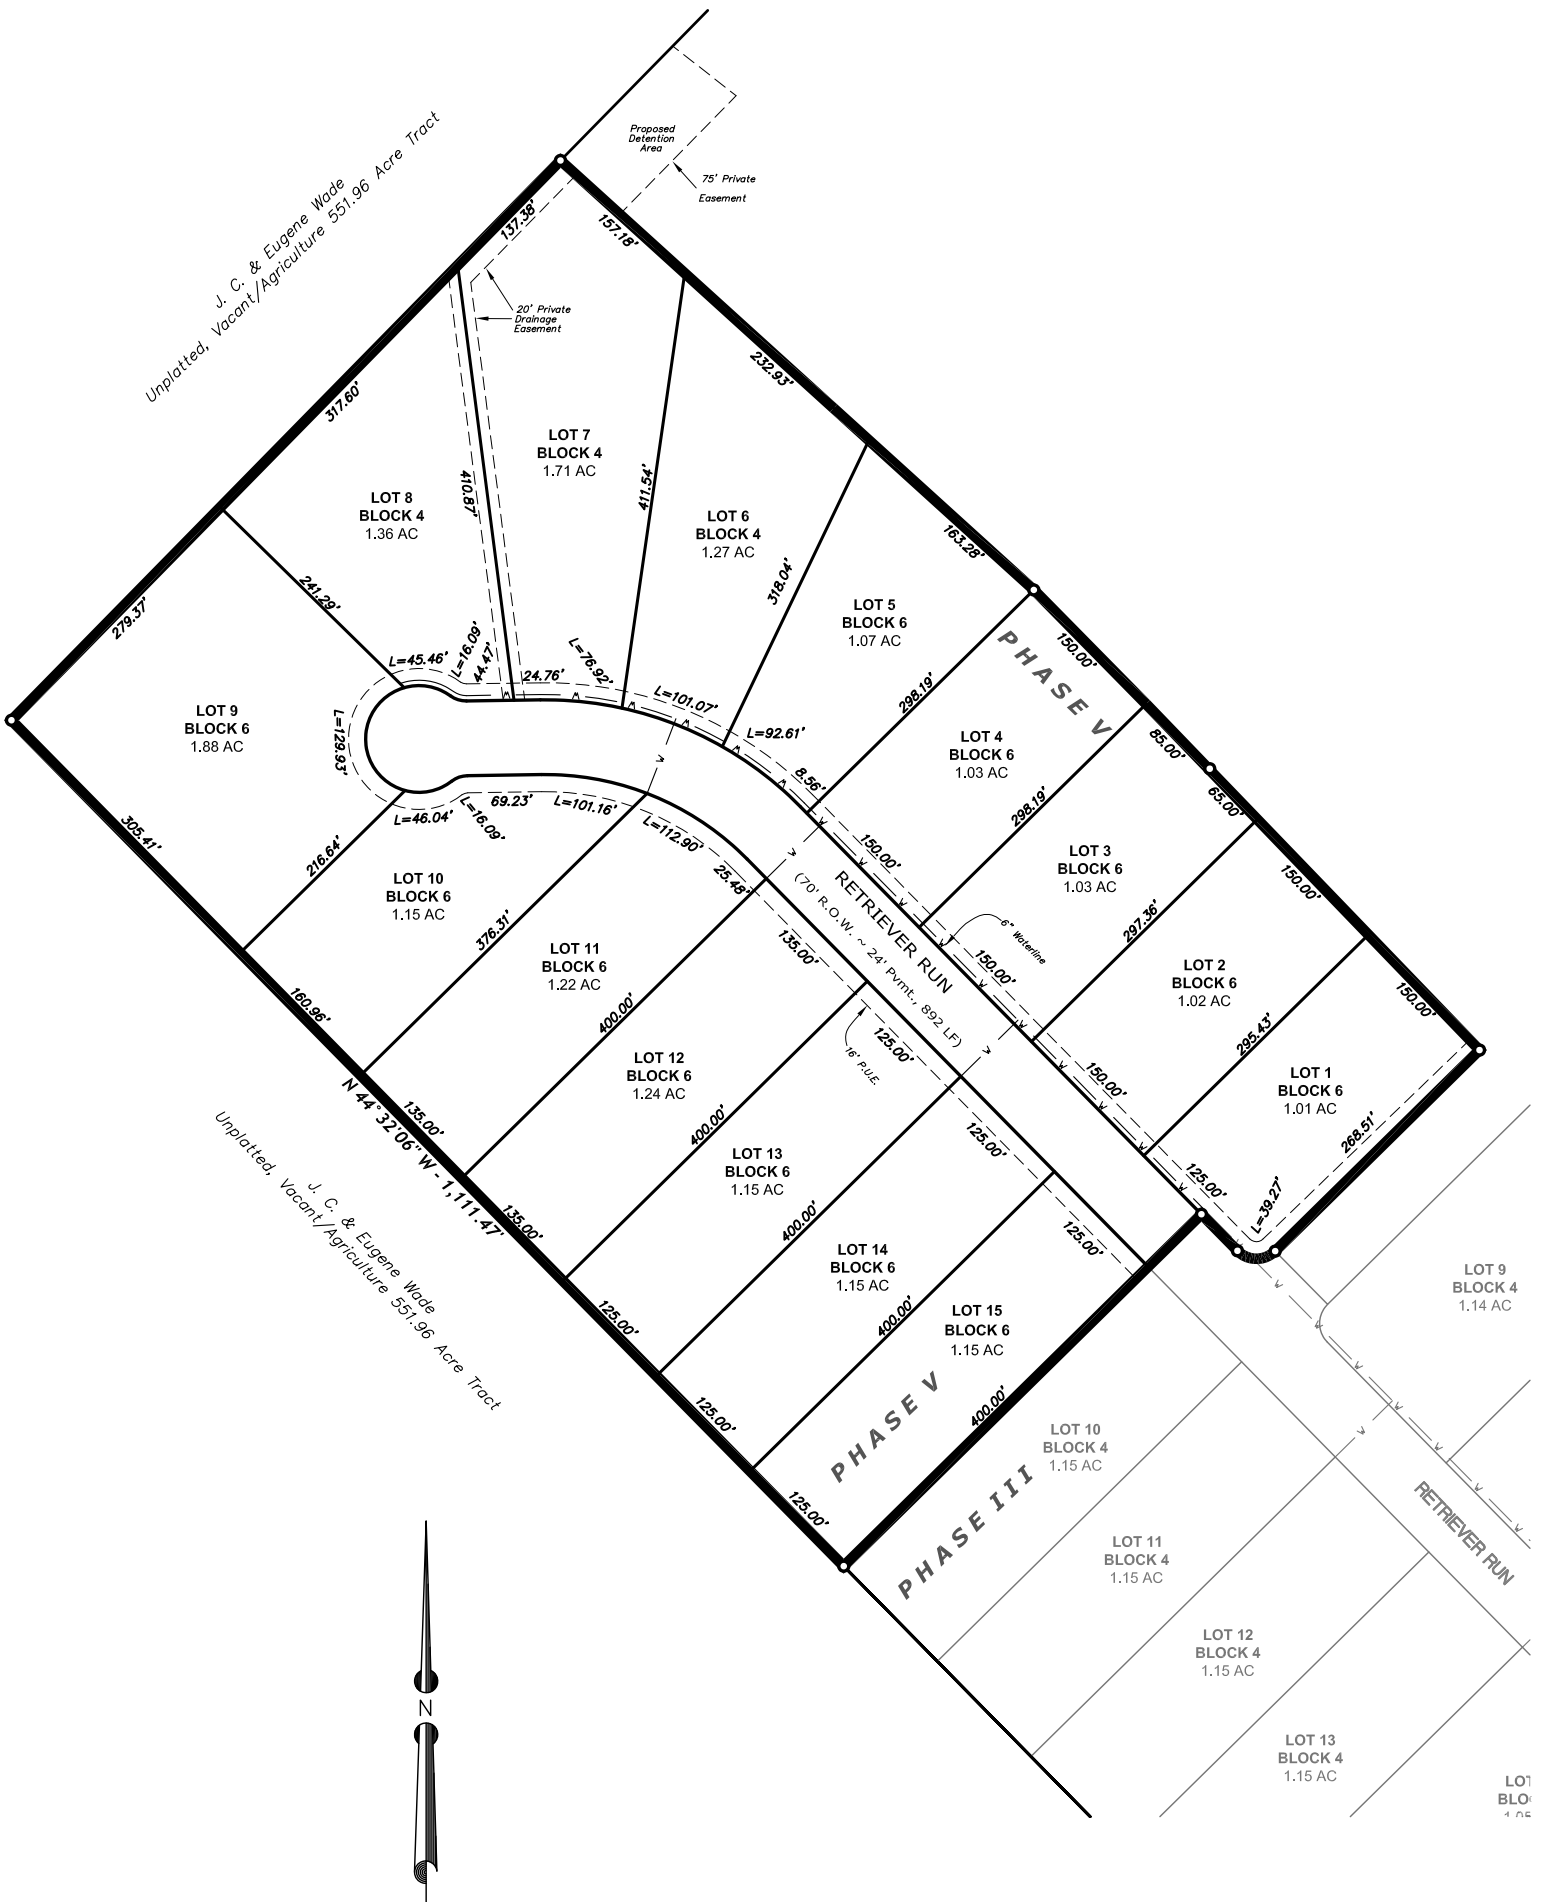 Proposed
Detention
Area
75' Private
Easement
J. C. & Eugene Wade
Unplatted, Vacant/Agriculture 551.96 Acre Tract
137.38'
157.18'
20' Private
Drainage
Easement
317.60'
232.93'
LOT 7
BLOCK 4
1.71 AC
410.87'
411.54'
LOT 8
BLOCK 4
1.36 AC
LOT 6
BLOCK 4
1.27 AC
163.28'
318.04'
279.37'
241.29'
LOT 5
BLOCK 6
1.07 AC
PHASE V
150.00'
L=45.46'
L=16.09'
44.47'
24.76'
L=76.92'
L=101.07'
L=92.61'
8.56'
298.19'
LOT 9
BLOCK 6
1.88 AC
L=129.93'
LOT 4
BLOCK 6
1.03 AC
85.00'
65.00'
L=46.04'
L=16.09'
69.23'
L=101.16'
L=112.90'
25.48'
305.41'
216.64'
150.00'
298.19'
LOT 3
BLOCK 6
1.03 AC
150.00'
LOT 10
BLOCK 6
1.15 AC
376.31'
RETRIEVER RUN
(70' R.O.W. ~ 24' Pvmt., 892 LF)
6" Waterline
135.00'
150.00'
297.36'
LOT 2
BLOCK 6
1.02 AC
150.00'
LOT 11
BLOCK 6
1.22 AC
160.96'
400.00'
16' P.U.E.
125.00'
295.43'
150.00'
LOT 1
BLOCK 6
1.01 AC
LOT 12
BLOCK 6
1.24 AC
N 44° 32'06" W - 1,111.47'
135.00'
400.00'
125.00'
125.00'
268.51'
L=39.27'
LOT 13
BLOCK 6
1.15 AC
J. C. & Eugene Wade
Unplatted, Vacant/Agriculture 551.96 Acre Tract
135.00'
400.00'
125.00'
LOT 14
BLOCK 6
1.15 AC
125.00'
400.00'
LOT 15
BLOCK 6
1.15 AC
LOT 9
BLOCK 4
1.14 AC
125.00'
PHASE V
400.00'
125.00'
PHASE III
LOT 10
BLOCK 4
1.15 AC
RETRIEVER RUN
LOT 11
BLOCK 4
1.15 AC
LOT 12
BLOCK 4
1.15 AC
N
LOT 13
BLOCK 4
1.15 AC